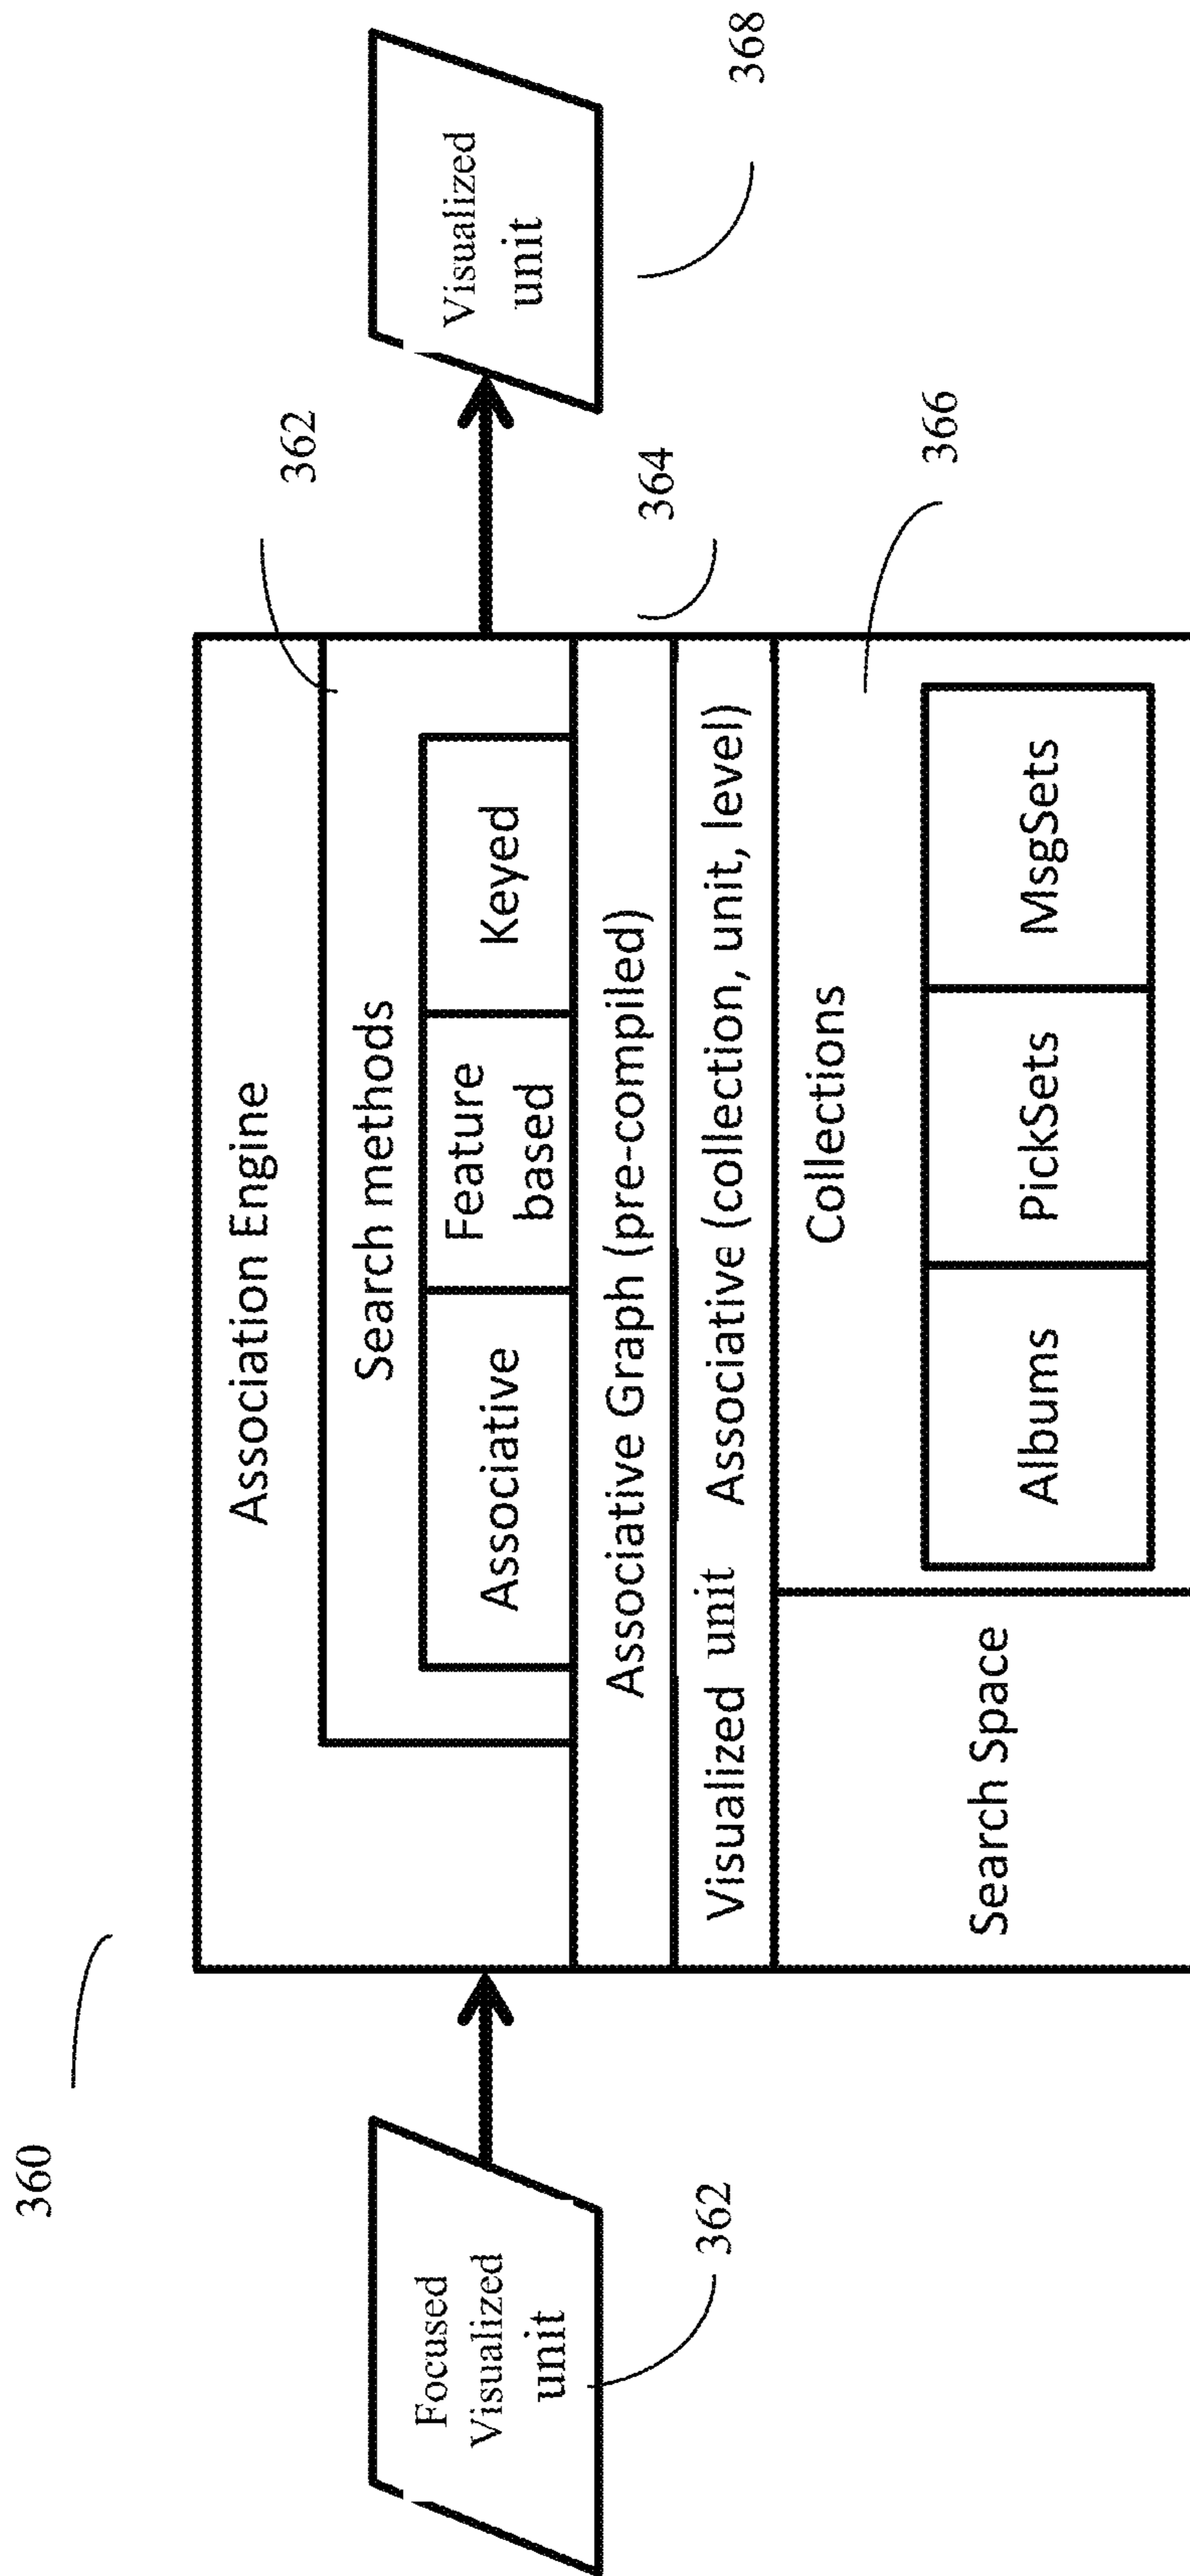 360
Association Engine
362
Search methods
Associative
Feature
based
Keyed
Focused
Visualized
unit
362
Visualized
unit
368
Associative Graph (pre-compiled)
364
Visualized unit Associative (collection, unit, level)
Search Space
Collections
366
Albums
PickSets
MsgSets